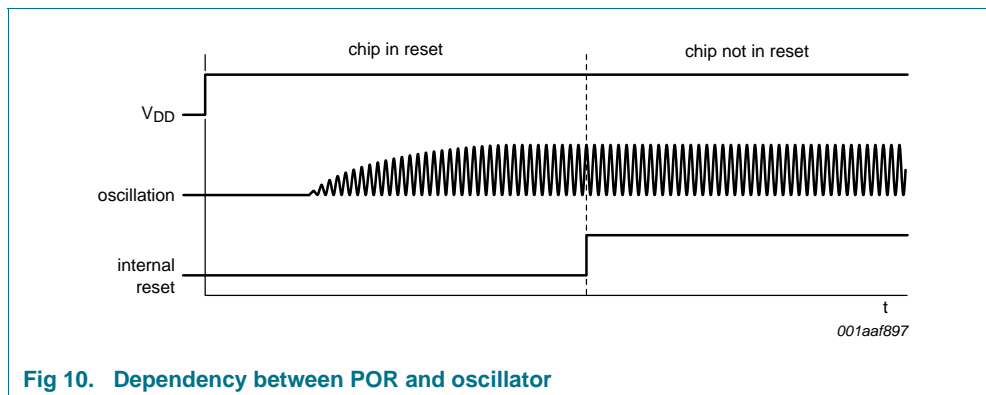 chip in reset
chip not in reset
VDD
oscillation
internal
reset
t
001aaf897
Fig 10. Dependency between POR and oscillator